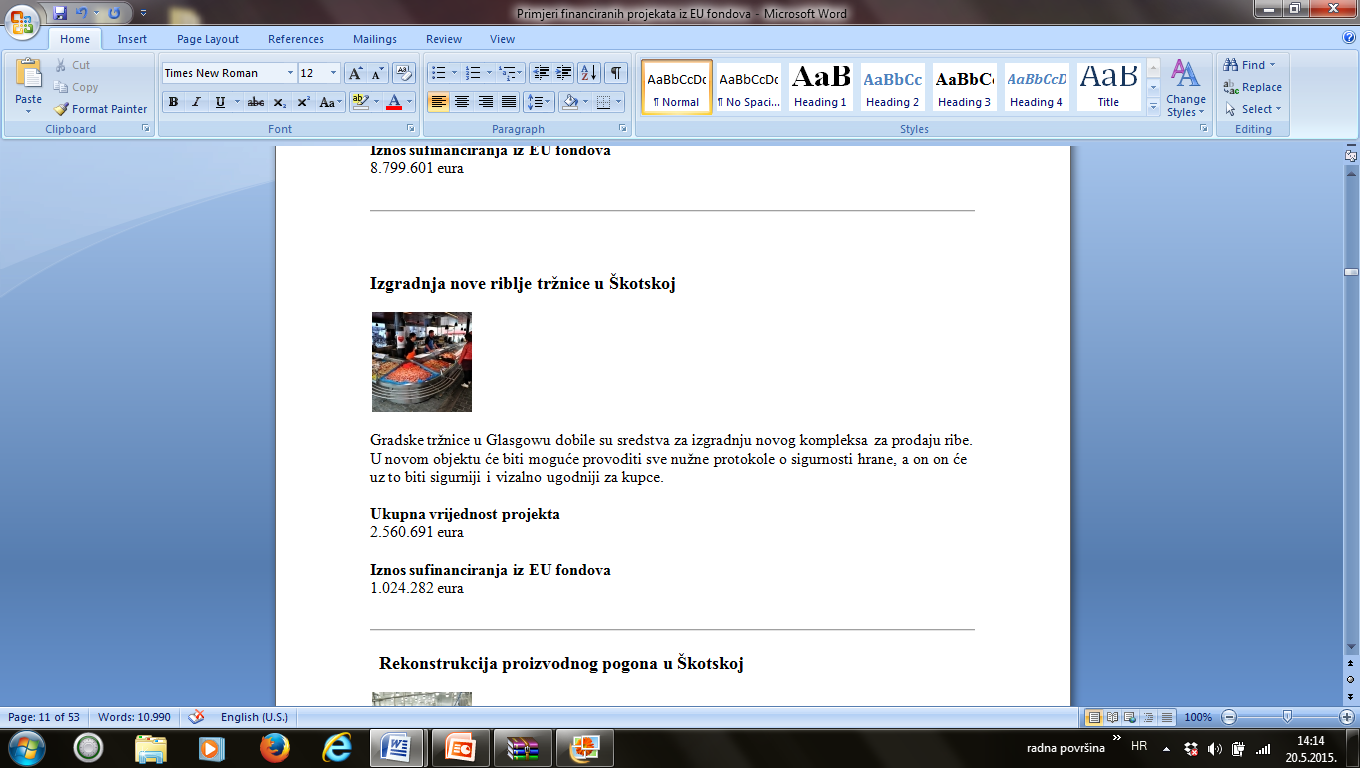 Primjeri financiranih projekata iz EU fondova - Microsoft Word
Home Insert Page Layout References Mailings Review View
Paste
Cut
Copy
Format Painter
Clipboard
Times New Roman 12
Font
Paragraph
AaBbCcDc AaBbCcDc AaB AaBbCc AaBbCc AaBbCcD AaB
¶ Normal ¶ No Spaci... Heading 1 Heading 2 Heading 3 Heading 4 Title
Change Styles
Styles
Find
Replace
Select
Editing
Iznos sufinanciranja iz EU fondova
8.799.601 eura
Izgradnja nove riblje tržnice u Škotskoj
Gradske tržnice u Glasgowu dobile su sredstva za izgradnju novog kompleksa za prodaju ribe.
U novom objektu će biti moguće provoditi sve nužne protokole o sigurnosti hrane, a on on će
uz to biti sigurniji i vizalno ugodniji za kupce.
Ukupna vrijednost projekta
2.560.691 eura
Iznos sufinanciranja iz EU fondova
1.024.282 eura
Rekonstrukcija proizvodnog pogona u Škotskoj
Page: 11 of 53 Words: 10.990 English (U.S.) 100%
radna površina HR 14:14
20.5.2015.